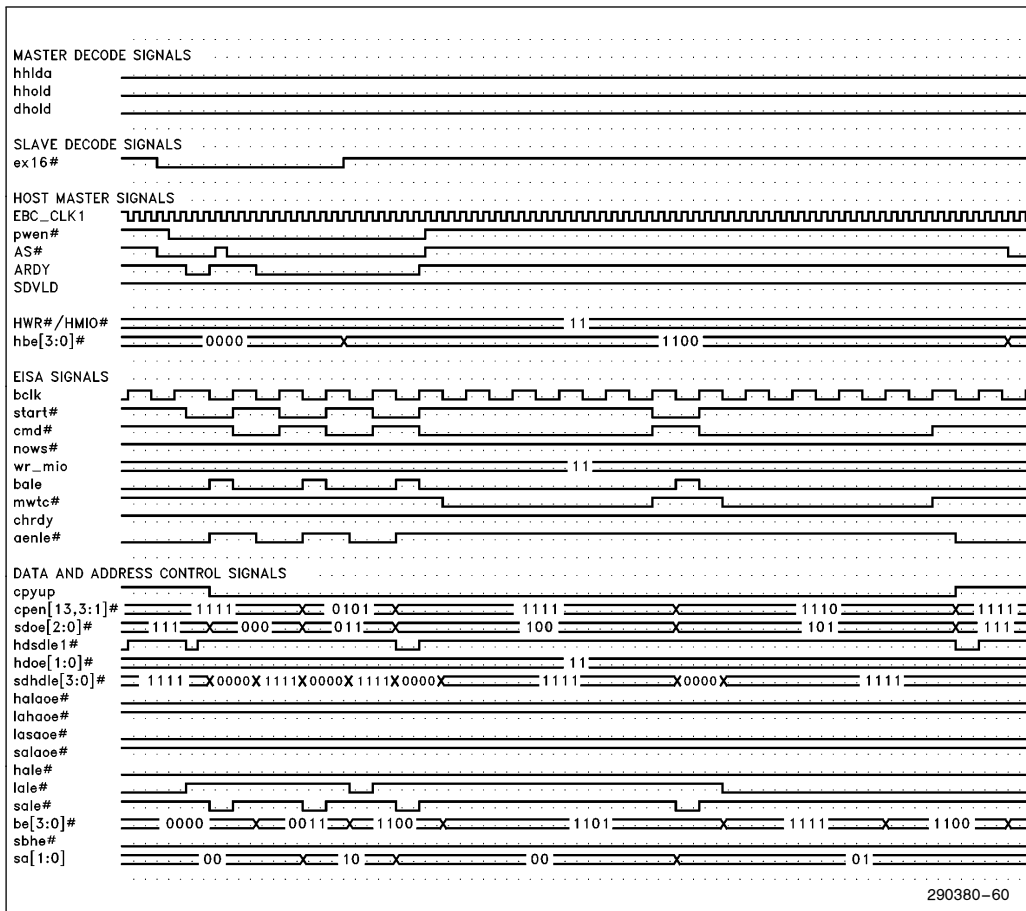 MASTER DECODE SIGNALS
hhlda
hhold
dhold
SLAVE DECODE SIGNALS
ex16#
HOST MASTER SIGNALS
EBC_CLK1
pwen#
AS#
ARDY
SDVLD
HWR#/HMIO# 11
hbe[3:0]# 0000 1100
EISA SIGNALS
bclk
start#
cmd#
nows#
wr_mio 11
bale
mwtc#
chrdy
aenle#
DATA AND ADDRESS CONTROL SIGNALS
cpyup
cpen[13,3:1]# 1111 0101 1111 1110 1111
sdoe[2:0]# 111 000 011 100 101 111
hdsdle1#
hdoe[1:0]# 11
sdhdle[3:0]# 1111 0000 1111 0000 1111 0000 1111 0000 1111
halaoe#
lahaoe#
lasaoe#
salaoe#
hale#
lale#
sale#
be[3:0]# 0000 0011 1100 1101 1111 1100
sbhe#
sa[1:0] 00 10 00 01
290380-60